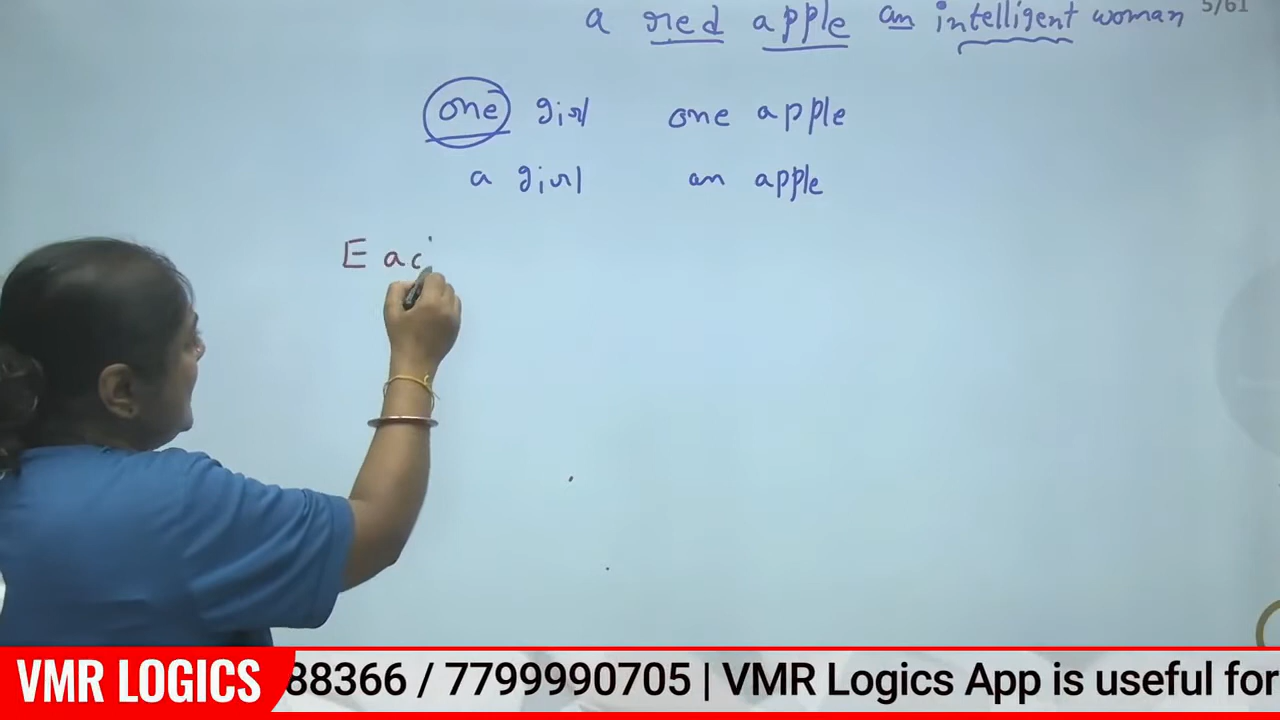 5/61
a red apple an intelligent woman
one girl one apple
a girl an apple
Eac
VMR LOGICS 88366 / 7799990705 | VMR Logics App is useful for